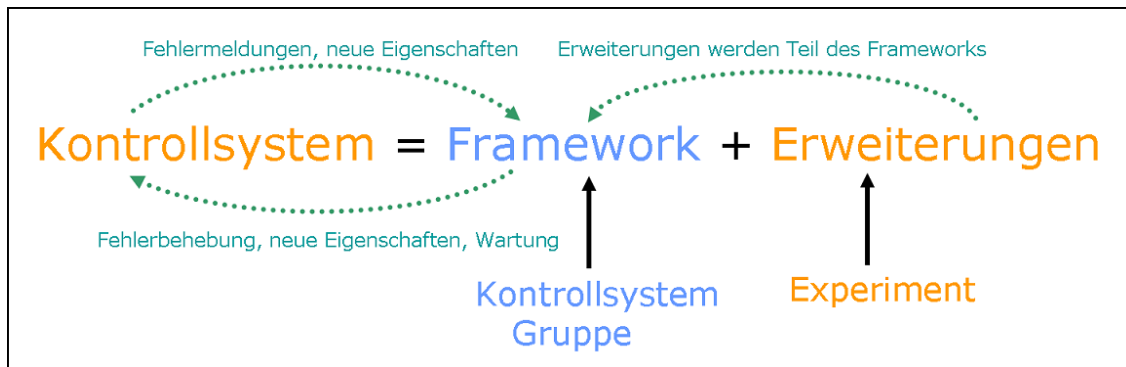 Fehlermeldungen, neue Eigenschaften
Erweiterungen werden Teil des Frameworks
Kontrollsystem = Framework + Erweiterungen
Fehlerbehebung, neue Eigenschaften, Wartung
Kontrollsystem
Gruppe
Experiment